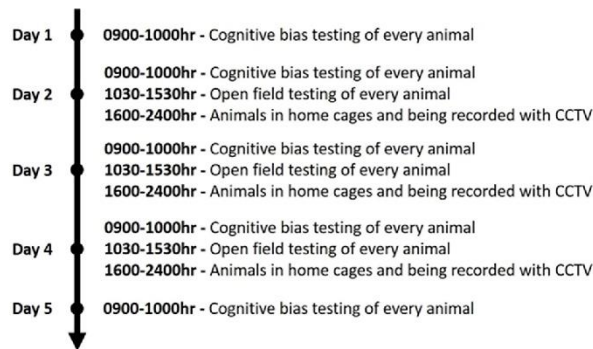 Day 1
0900-1000hr - Cognitive bias testing of every animal
Day 2
0900-1000hr - Cognitive bias testing of every animal
1030-1530hr - Open field testing of every animal
1600-2400hr - Animals in home cages and being recorded with CCTV
Day 3
0900-1000hr - Cognitive bias testing of every animal
1030-1530hr - Open field testing of every animal
1600-2400hr - Animals in home cages and being recorded with CCTV
Day 4
0900-1000hr - Cognitive bias testing of every animal
1030-1530hr - Open field testing of every animal
1600-2400hr - Animals in home cages and being recorded with CCTV
Day 5
0900-1000hr - Cognitive bias testing of every animal